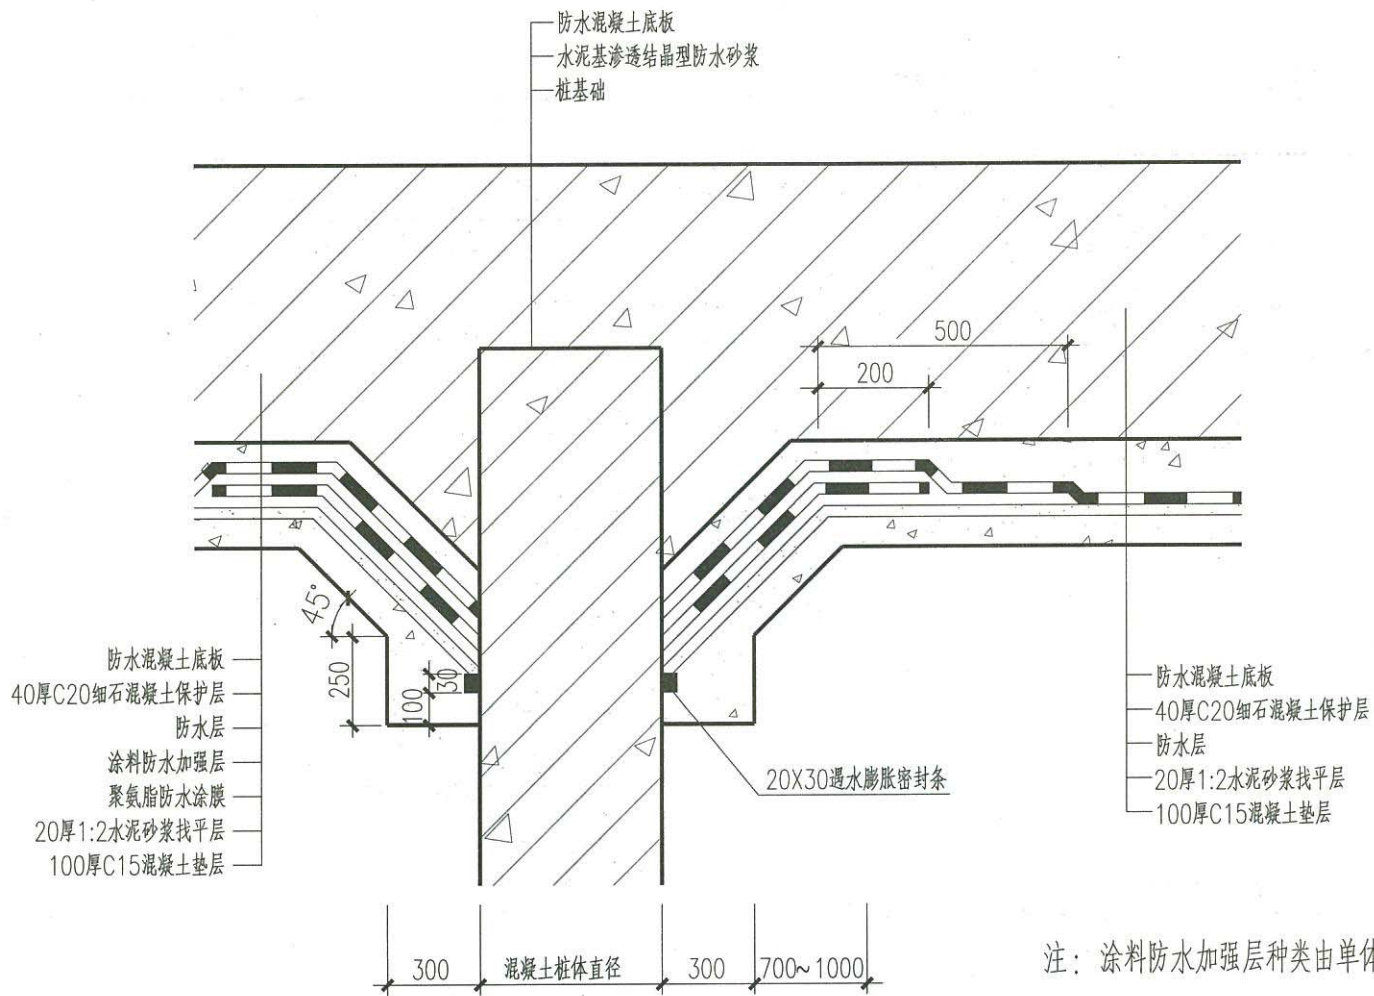 防水混凝土底板
水泥基渗透结晶型防水砂浆
桩基础
500
200
45°
250
100
30
防水混凝土底板
40厚C20细石混凝土保护层
防水层
涂料防水加强层
聚氨脂防水涂膜
20厚1:2水泥砂浆找平层
100厚C15混凝土垫层
防水混凝土底板
40厚C20细石混凝土保护层
防水层
20厚1:2水泥砂浆找平层
100厚C15混凝土垫层
20X30遇水膨胀密封条
300
混凝土桩体直径
300
700~1000
注: 涂料防水加强层种类由单体